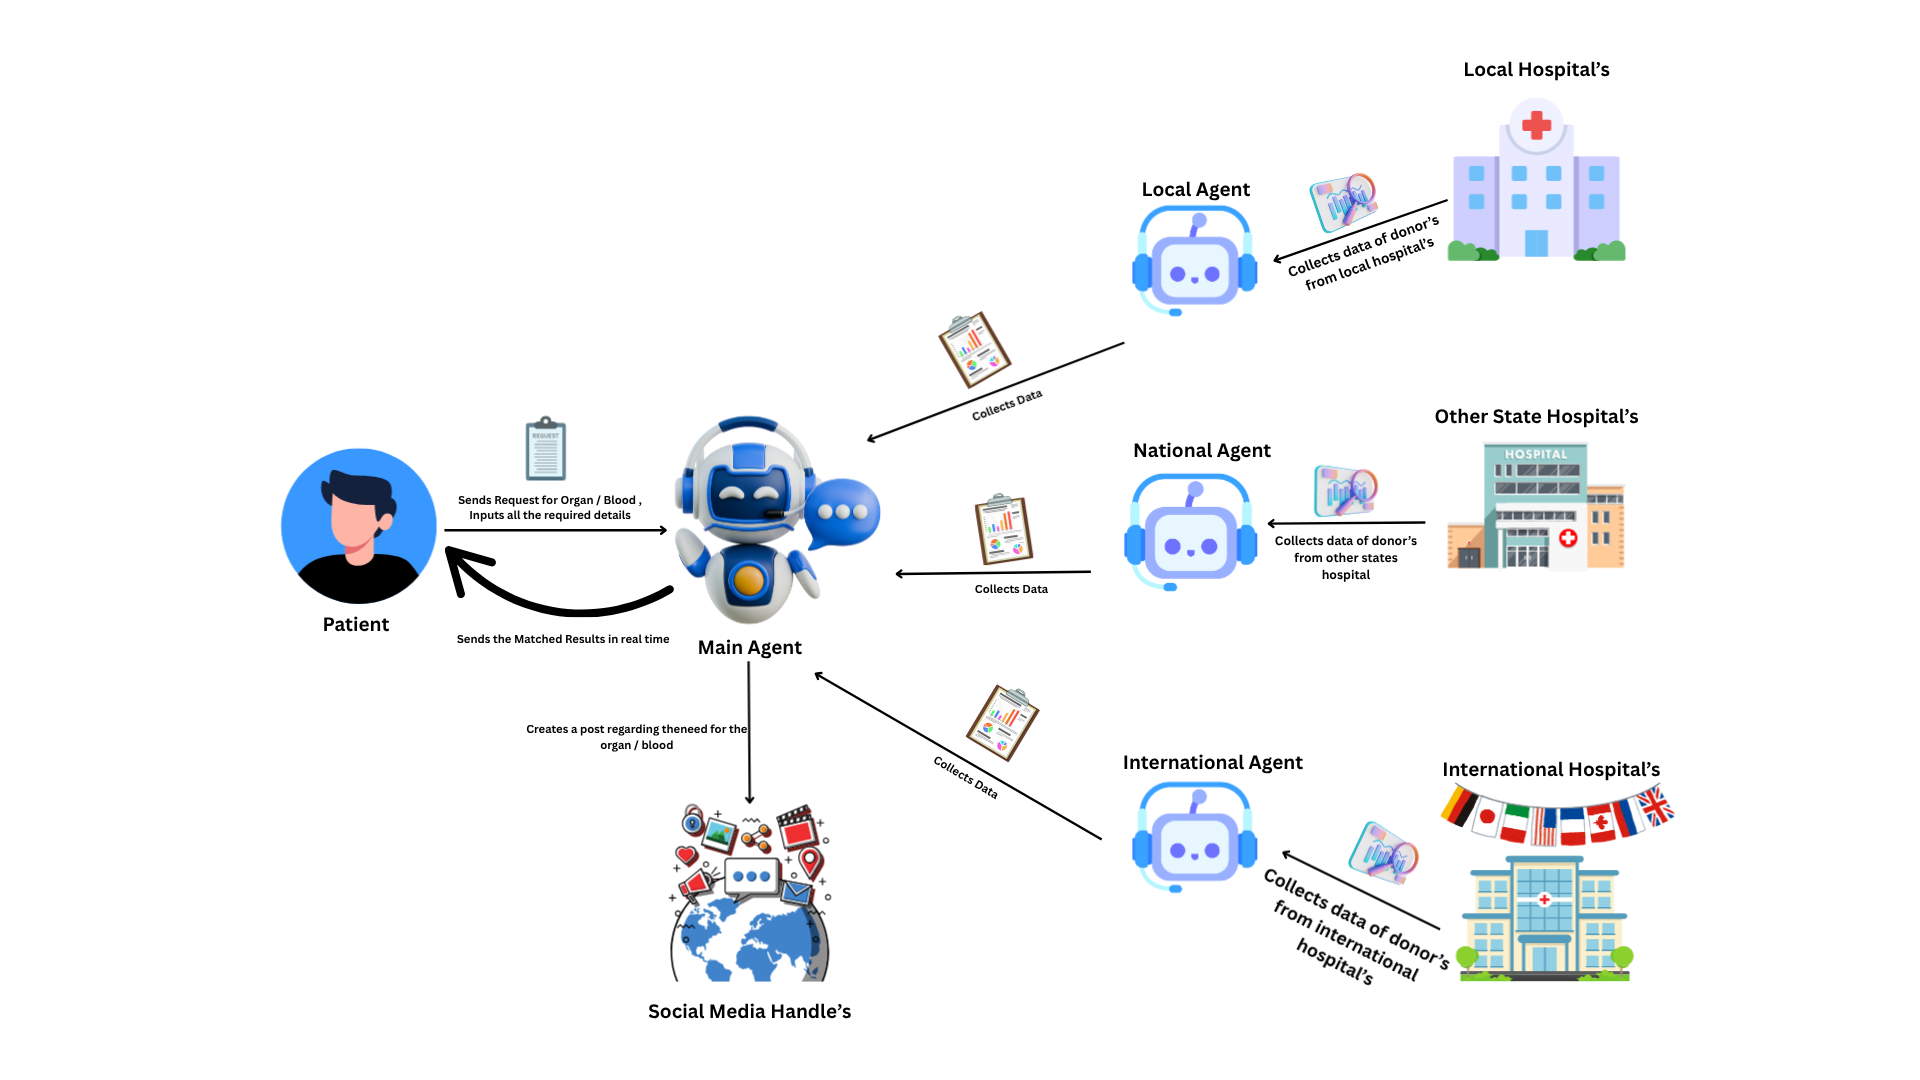 Local Hospital's
Local Agent
Collects data of donor's
from local hospital's
Collects Data
Other State Hospital's
HOSPITAL
National Agent
Collects data of donor's
from other states
hospital
Collects Data
REQUEST
Sends Request for Organ / Blood ,
Inputs all the required details
Patient
Sends the Matched Results in real time
Main Agent
Creates a post regarding theneed for the
organ / blood
Collects Data
International Agent
International Hospital's
Collects data of donor's
from international
hospital's
Social Media Handle's